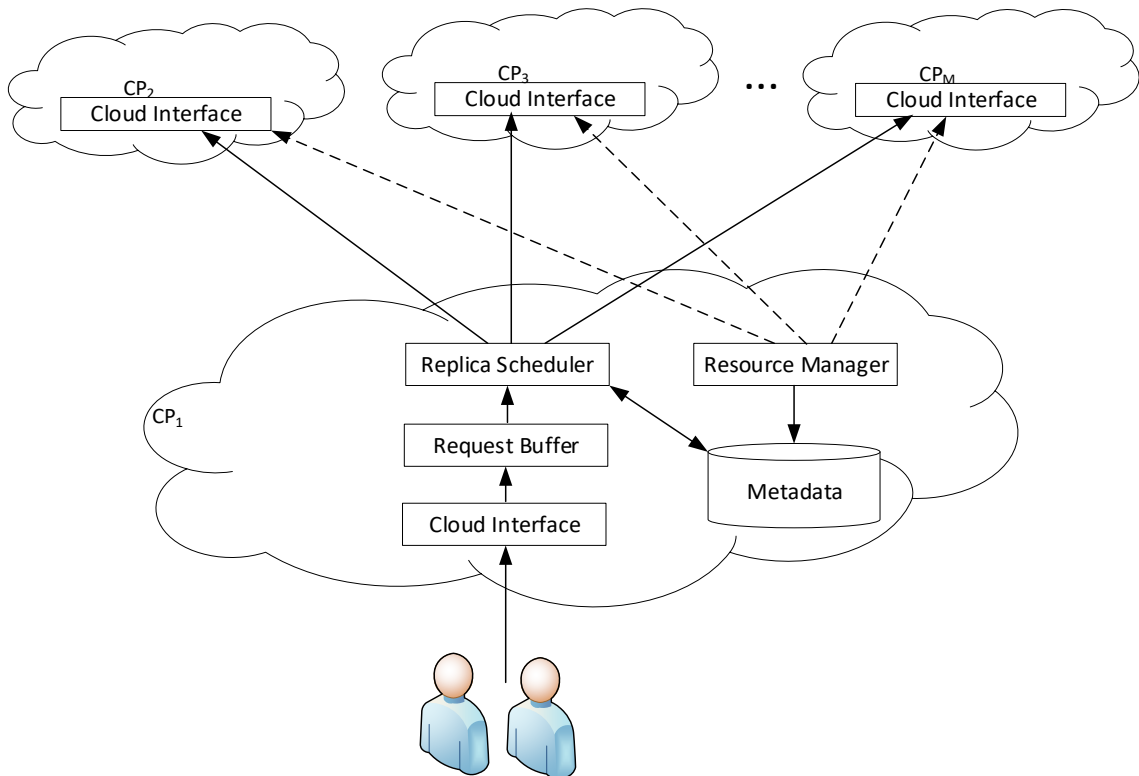 CP₂
Cloud Interface
CP₃
Cloud Interface
...
CPM
Cloud Interface
Replica Scheduler
Resource Manager
CP₁
Request Buffer
Metadata
Cloud Interface